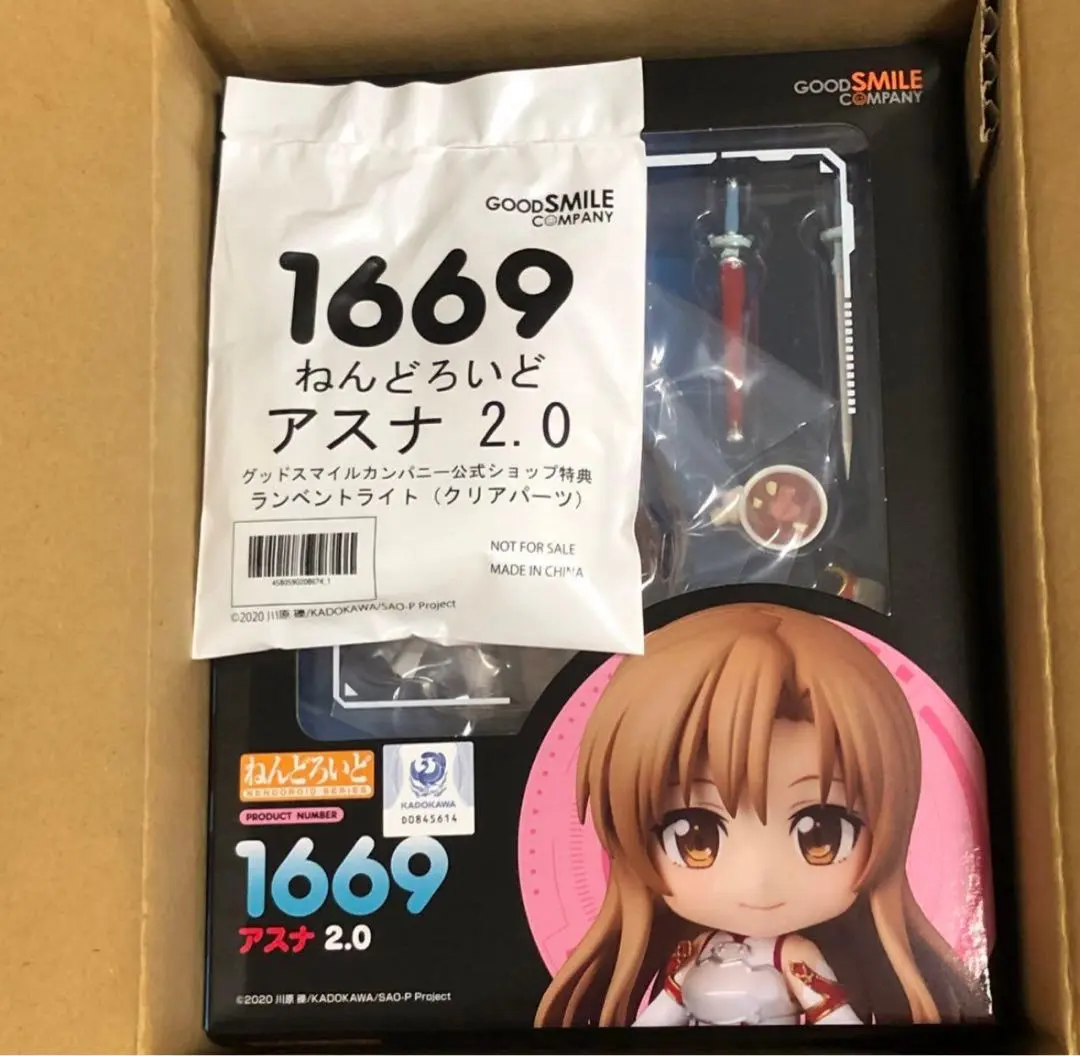 GOODSMILE
COMPANY
GOODSMILE
COMPANY
1669
ねんどろいど
アスナ 2.0
グッドスマイルカンパニー公式ショップ特典
ランベントライト(クリアパーツ)
NOT FOR SALE
MADE IN CHINA
©2020 川原 礫/KADOKAWA/SAO-P Project
ねんどろいど
NENDOROID SERIES
KADOKAWA
D0845614
PRODUCT NUMBER
1669
アスナ 2.0
©2020 川原 礫/KADOKAWA/SAO-P Project